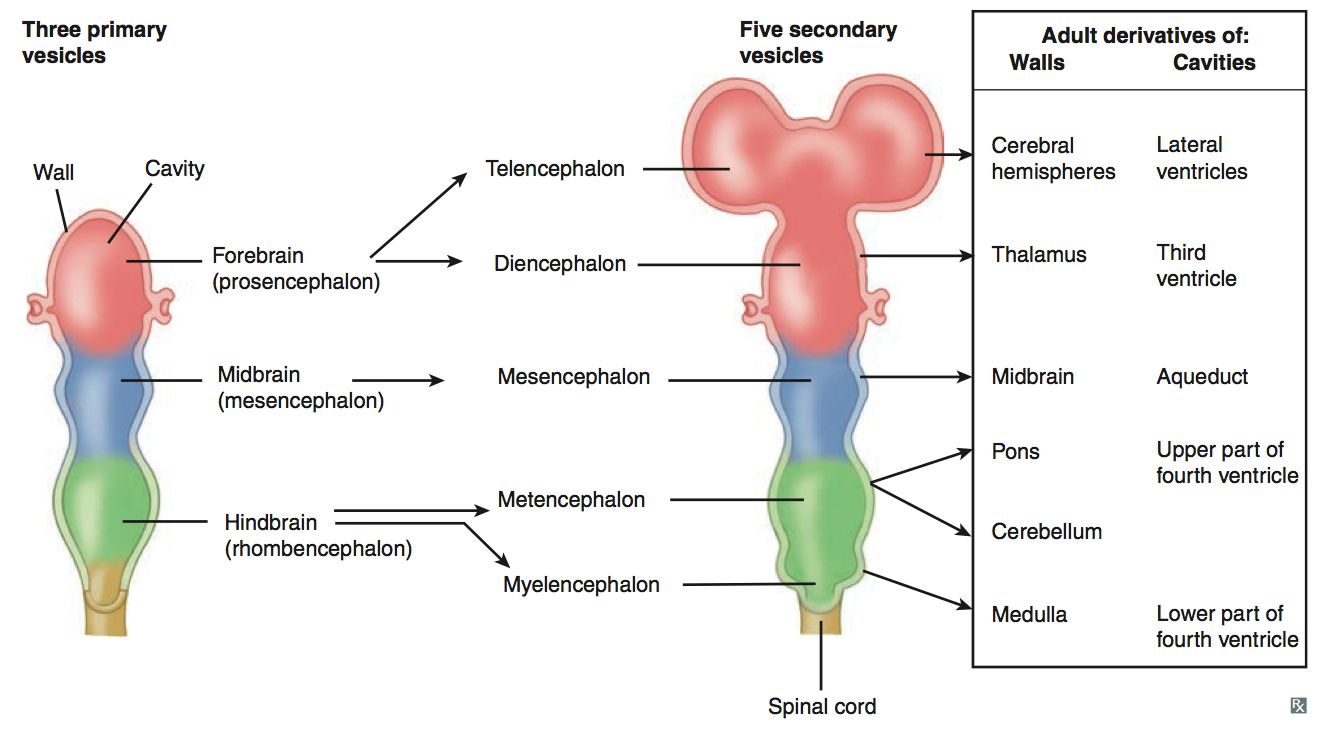 Three primary
vesicles
Five secondary
vesicles
Adult derivatives of:
Walls Cavities
Wall
Cavity
Forebrain
(prosencephalon)
Midbrain
(mesencephalon)
Hindbrain
(rhombencephalon)
Telencephalon
Diencephalon
Mesencephalon
Metencephalon
Myelencephalon
Spinal cord
Cerebral
hemispheres
Lateral
ventricles
Thalamus
Third
ventricle
Midbrain
Aqueduct
Pons
Upper part of
fourth ventricle
Cerebellum
Medulla
Lower part of
fourth ventricle
Rx